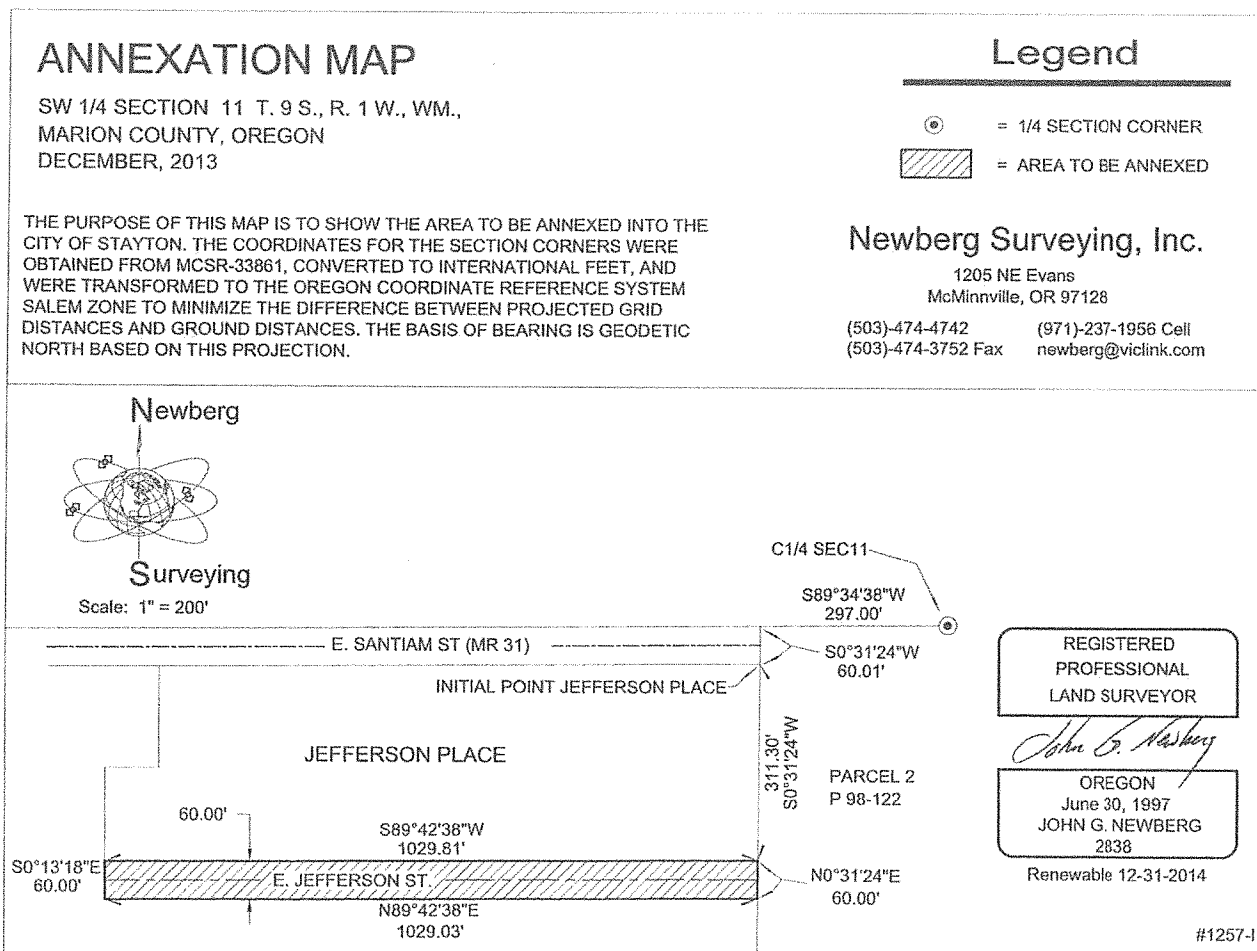 ANNEXATION MAP
SW 1/4 SECTION 11 T. 9 S., R. 1 W., WM.,
MARION COUNTY, OREGON
DECEMBER, 2013
THE PURPOSE OF THIS MAP IS TO SHOW THE AREA TO BE ANNEXED INTO THE
CITY OF STAYTON. THE COORDINATES FOR THE SECTION CORNERS WERE
OBTAINED FROM MCSR-33861, CONVERTED TO INTERNATIONAL FEET, AND
WERE TRANSFORMED TO THE OREGON COORDINATE REFERENCE SYSTEM
SALEM ZONE TO MINIMIZE THE DIFFERENCE BETWEEN PROJECTED GRID
DISTANCES AND GROUND DISTANCES. THE BASIS OF BEARING IS GEODETIC
NORTH BASED ON THIS PROJECTION.
Legend
= 1/4 SECTION CORNER
= AREA TO BE ANNEXED
Newberg Surveying, Inc.
1205 NE Evans
McMinnville, OR 97128
(503)-474-4742 (971)-237-1956 Cell
(503)-474-3752 Fax newberg@viclink.com
Newberg
Surveying
Scale: 1" = 200'
C1/4 SEC11
S89°34'38"W
297.00'
E. SANTIAM ST (MR 31)
S0°31'24"W
60.01'
INITIAL POINT JEFFERSON PLACE
JEFFERSON PLACE
311.30'
S0°31'24"W
PARCEL 2
P 98-122
60.00'
S89°42'38"W
1029.81'
S0°13'18"E
60.00'
E. JEFFERSON ST.
N0°31'24"E
60.00'
N89°42'38"E
1029.03'
REGISTERED
PROFESSIONAL
LAND SURVEYOR
John G. Newberg
OREGON
June 30, 1997
JOHN G. NEWBERG
2838
Renewable 12-31-2014
#1257-